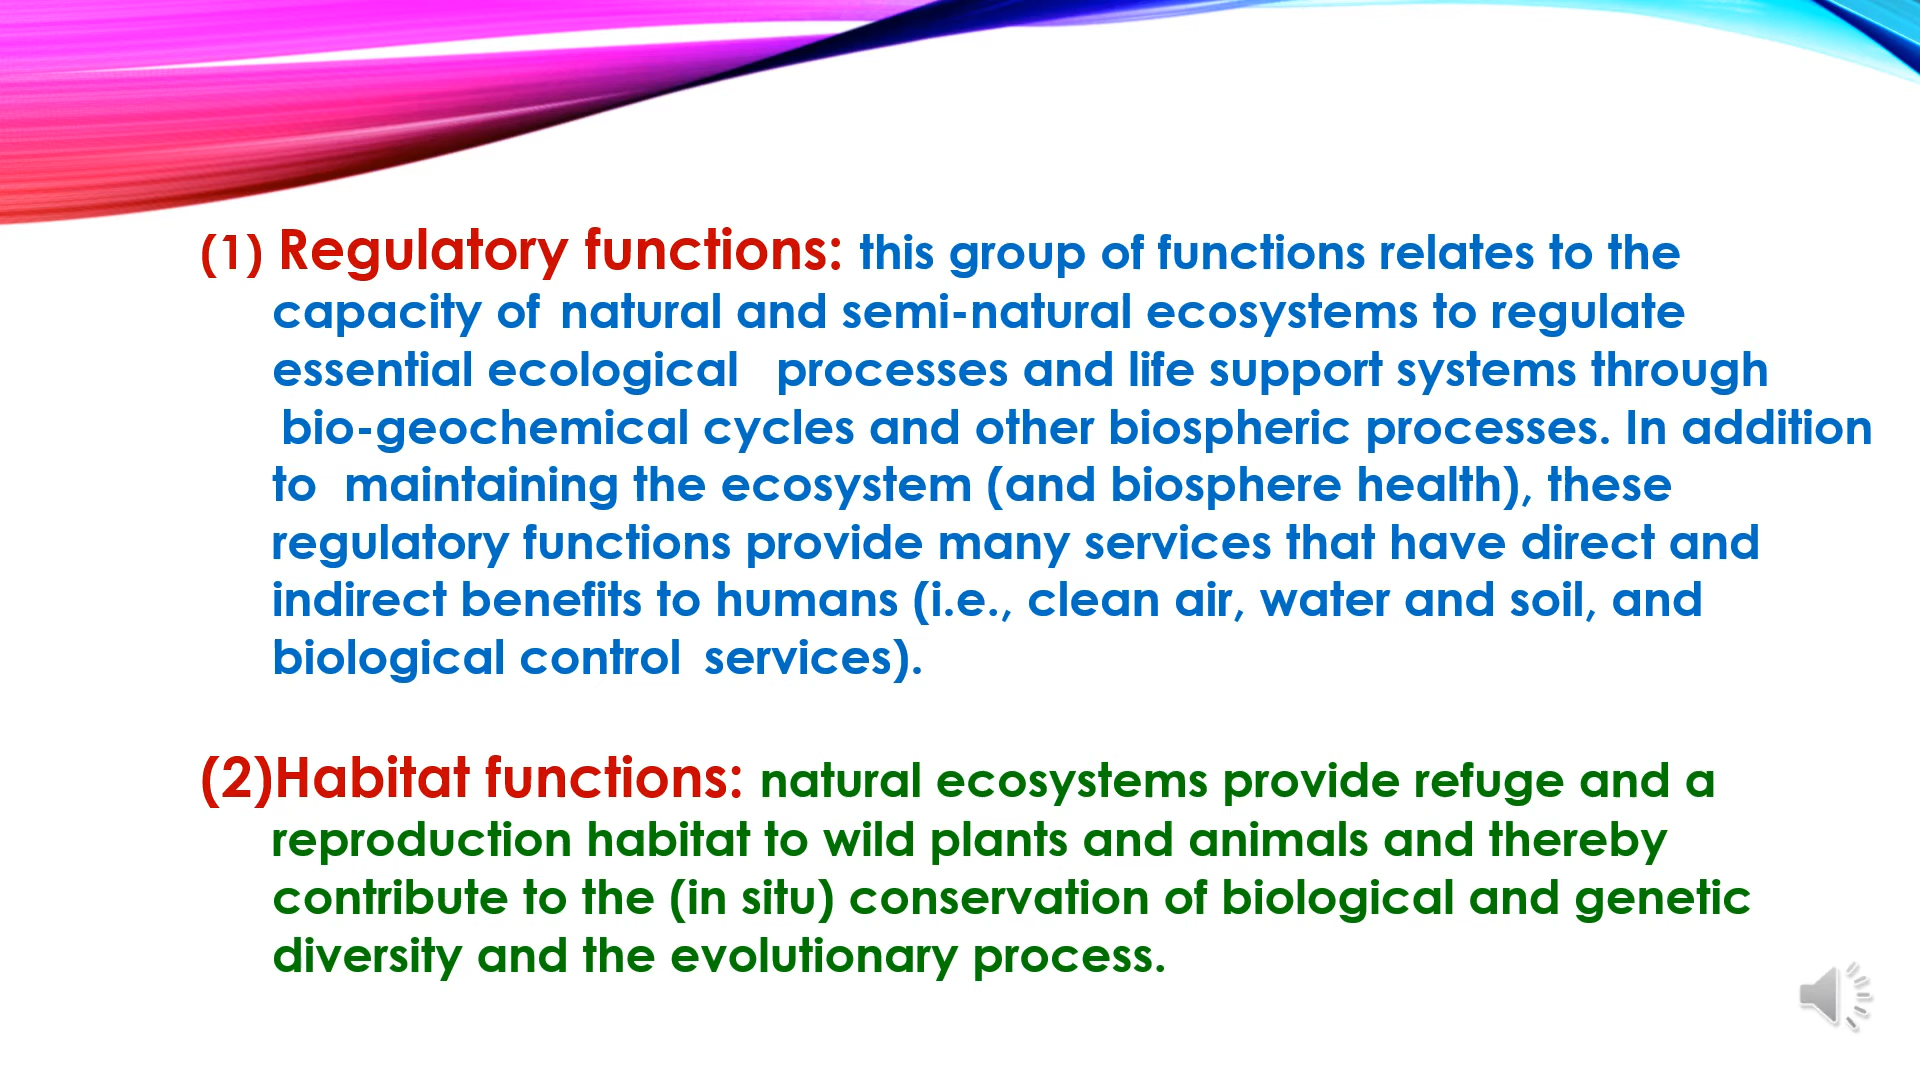 (1) Regulatory functions: this group of functions relates to the
capacity of natural and semi-natural ecosystems to regulate
essential ecological processes and life support systems through
bio-geochemical cycles and other biospheric processes. In addition
to maintaining the ecosystem (and biosphere health), these
regulatory functions provide many services that have direct and
indirect benefits to humans (i.e., clean air, water and soil, and
biological control services).
(2)Habitat functions: natural ecosystems provide refuge and a
reproduction habitat to wild plants and animals and thereby
contribute to the (in situ) conservation of biological and genetic
diversity and the evolutionary process.